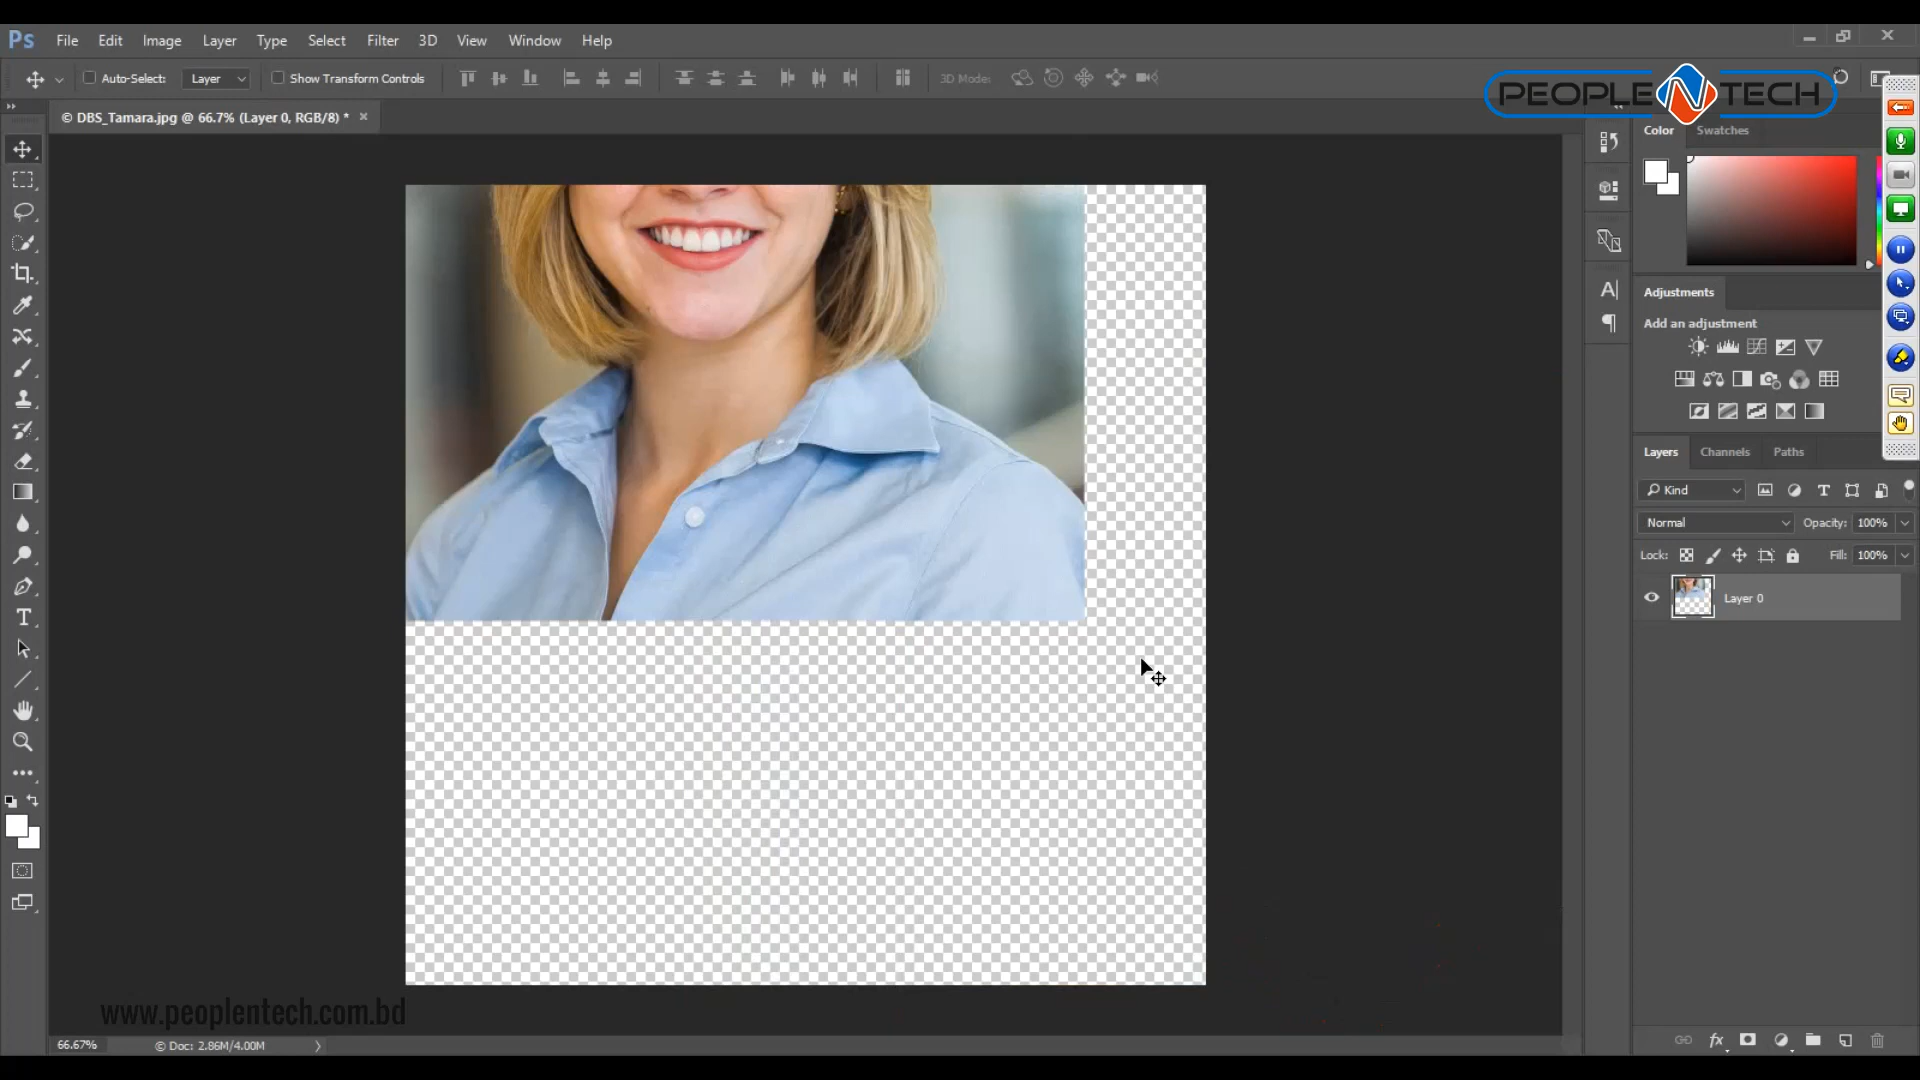 Ps File Edit Image Layer Type Select Filter 3D View Window Help
Auto-Select: Layer Show Transform Controls 3D Mode:
PEOPLE N TECH
© DBS_Tamara.jpg @ 66.7% (Layer 0, RGB/8) *
Color Swatches
Adjustments
Add an adjustment
Layers Channels Paths
Kind
Normal Opacity: 100%
Lock: Fill: 100%
Layer 0
www.peoplentech.com.bd
66.67% © Doc: 2.86M/4.00M
fx